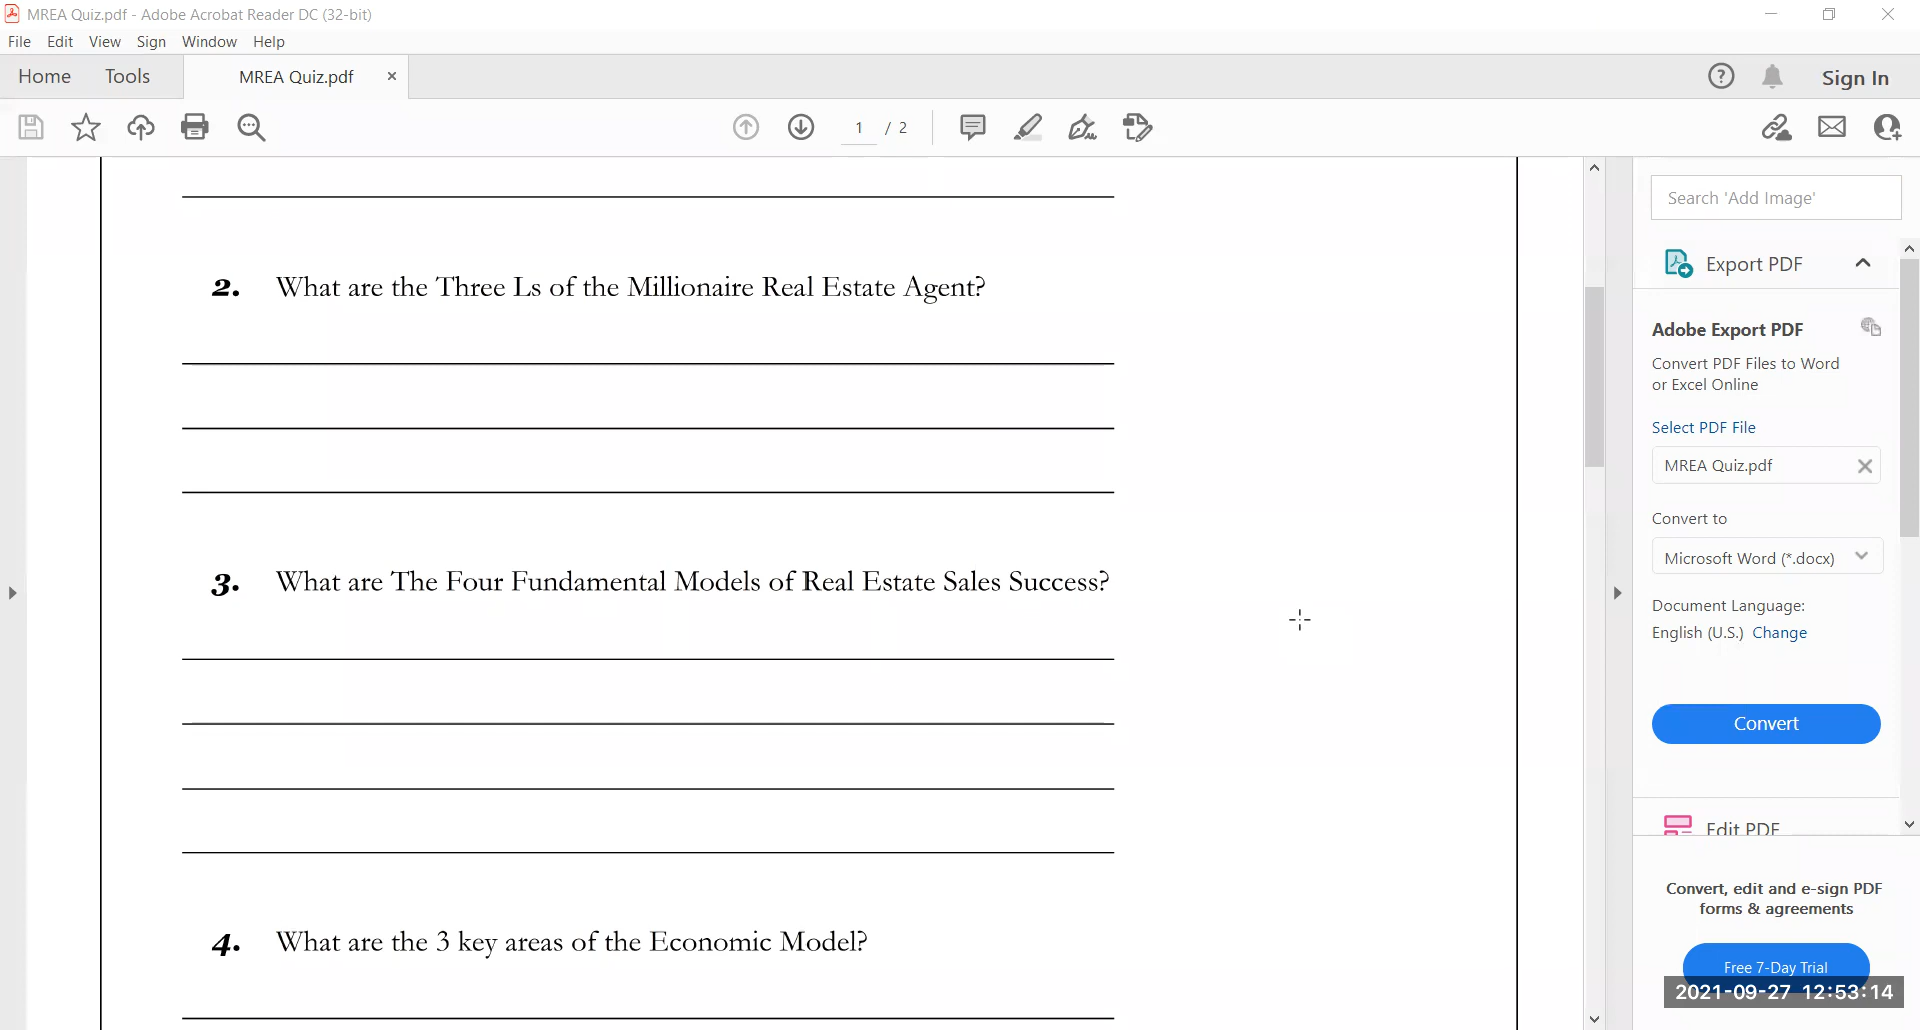 MREA Quiz.pdf - Adobe Acrobat Reader DC (32-bit)
File Edit View Sign Window Help
Home Tools MREA Quiz.pdf × Sign In
1 / 2
2. What are the Three Ls of the Millionaire Real Estate Agent?
3. What are The Four Fundamental Models of Real Estate Sales Success?
4. What are the 3 key areas of the Economic Model?
Search 'Add Image'
Export PDF
Adobe Export PDF
Convert PDF Files to Word
or Excel Online
Select PDF File
MREA Quiz.pdf
Convert to
Microsoft Word (*.docx)
Document Language:
English (U.S.) Change
Convert
Edit PDF
Convert, edit and e-sign PDF
forms & agreements
Free 7-Day Trial
2021-09-27 12:53:14